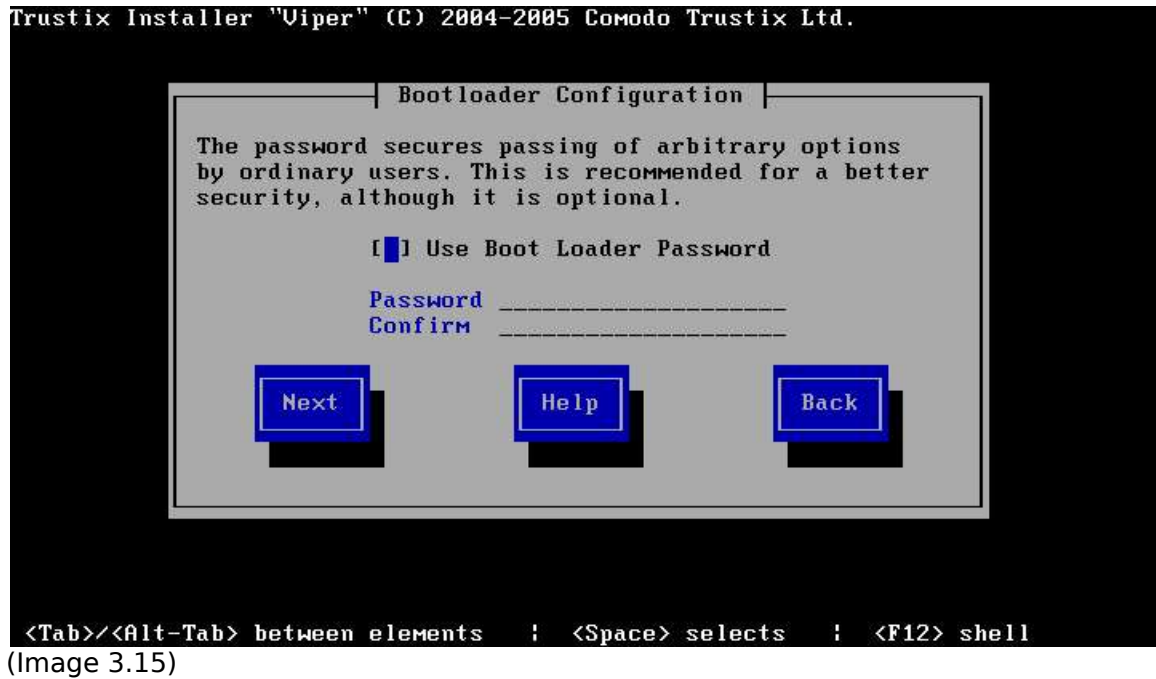 Trustix Installer "Viper" (C) 2004-2005 Comodo Trustix Ltd.
Bootloader Configuration
The password secures passing of arbitrary options
by ordinary users. This is recommended for a better
security, although it is optional.
[ ] Use Boot Loader Password
Password ____________________
Confirm ____________________
Next Help Back
<Tab>/<Alt-Tab> between elements ¦ <Space> selects ¦ <F12> shell
(Image 3.15)